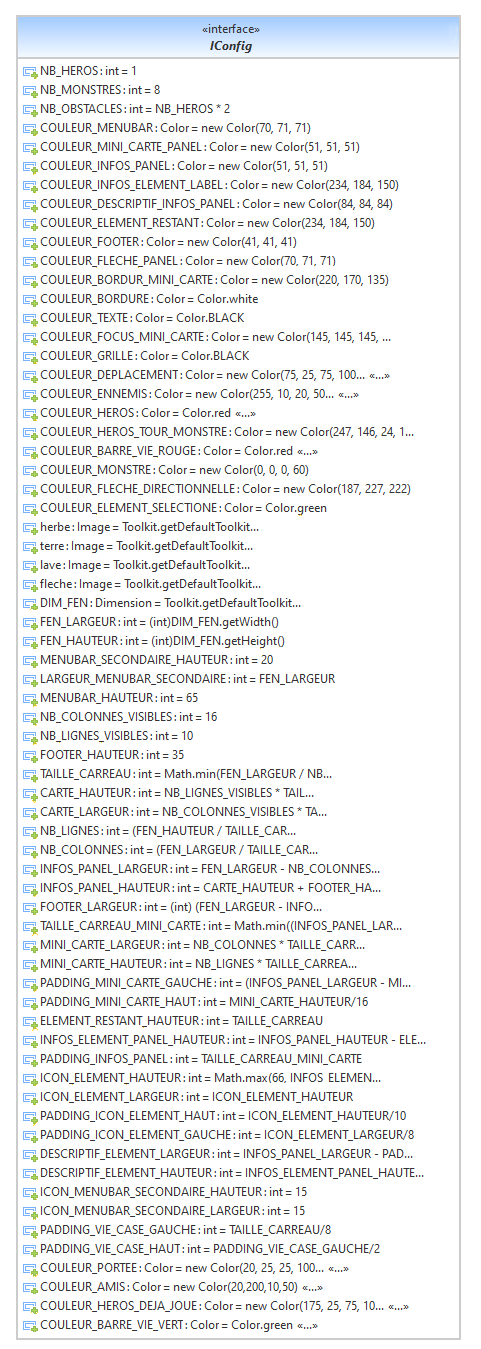 «interface»
IConfig
NB_HEROS: int = 1
NB_MONSTRES: int = 8
NB_OBSTACLES: int = NB_HEROS * 2
COULEUR_MENUBAR: Color = new Color(70, 71, 71)
COULEUR_MINI_CARTE_PANEL: Color = new Color(51, 51, 51)
COULEUR_INFOS_PANEL: Color = new Color(51, 51, 51)
COULEUR_INFOS_ELEMENT_LABEL: Color = new Color(234, 184, 150)
COULEUR_DESCRIPTIF_INFOS_PANEL: Color = new Color(84, 84, 84)
COULEUR_ELEMENT_RESTANT: Color = new Color(234, 184, 150)
COULEUR_FOOTER: Color = new Color(41, 41, 41)
COULEUR_FLECHE_PANEL: Color = new Color(70, 71, 71)
COULEUR_BORDUR_MINI_CARTE: Color = new Color(220, 170, 135)
COULEUR_BORDURE: Color = Color.white
COULEUR_TEXTE: Color = Color.BLACK
COULEUR_FOCUS_MINI_CARTE: Color = new Color(145, 145, 145, ...
COULEUR_GRILLE: Color = Color.BLACK
COULEUR_DEPLACEMENT: Color = new Color(75, 25, 75, 100... «...»
COULEUR_ENNEMIS: Color = new Color(255, 10, 20, 50... «...»
COULEUR_HEROS: Color = Color.red «...»
COULEUR_HEROS_TOUR_MONSTRE: Color = new Color(247, 146, 24, 1...
COULEUR_BARRE_VIE_ROUGE: Color = Color.red «...»
COULEUR_MONSTRE: Color = new Color(0, 0, 0, 60)
COULEUR_FLECHE_DIRECTIONNELLE: Color = new Color(187, 227, 222)
COULEUR_ELEMENT_SELECTIONE: Color = Color.green
herbe: Image = Toolkit.getDefaultToolkit...
terre: Image = Toolkit.getDefaultToolkit...
lave: Image = Toolkit.getDefaultToolkit...
fleche: Image = Toolkit.getDefaultToolkit...
DIM_FEN: Dimension = Toolkit.getDefaultToolkit...
FEN_LARGEUR: int = (int)DIM_FEN.getWidth()
FEN_HAUTEUR: int = (int)DIM_FEN.getHeight()
MENUBAR_SECONDAIRE_HAUTEUR: int = 20
LARGEUR_MENUBAR_SECONDAIRE: int = FEN_LARGEUR
MENUBAR_HAUTEUR: int = 65
NB_COLONNES_VISIBLES: int = 16
NB_LIGNES_VISIBLES: int = 10
FOOTER_HAUTEUR: int = 35
TAILLE_CARREAU: int = Math.min(FEN_LARGEUR / NB...
CARTE_HAUTEUR: int = NB_LIGNES_VISIBLES * TAIL...
CARTE_LARGEUR: int = NB_COLONNES_VISIBLES * TA...
NB_LIGNES: int = (FEN_HAUTEUR / TAILLE_CAR...
NB_COLONNES: int = (FEN_LARGEUR / TAILLE_CAR...
INFOS_PANEL_LARGEUR: int = FEN_LARGEUR - NB_COLONNES...
INFOS_PANEL_HAUTEUR: int = CARTE_HAUTEUR + FOOTER_HA...
FOOTER_LARGEUR: int = (int) (FEN_LARGEUR - INFO...
TAILLE_CARREAU_MINI_CARTE: int = Math.min((INFOS_PANEL_LAR...
MINI_CARTE_LARGEUR: int = NB_COLONNES * TAILLE_CARR...
MINI_CARTE_HAUTEUR: int = NB_LIGNES * TAILLE_CARREA...
PADDING_MINI_CARTE_GAUCHE: int = (INFOS_PANEL_LARGEUR - MI...
PADDING_MINI_CARTE_HAUT: int = MINI_CARTE_HAUTEUR/16
ELEMENT_RESTANT_HAUTEUR: int = TAILLE_CARREAU
INFOS_ELEMENT_PANEL_HAUTEUR: int = INFOS_PANEL_HAUTEUR - ELE...
PADDING_INFOS_PANEL: int = TAILLE_CARREAU_MINI_CARTE
ICON_ELEMENT_HAUTEUR: int = Math.max(66, INFOS_ELEMEN...
ICON_ELEMENT_LARGEUR: int = ICON_ELEMENT_HAUTEUR
PADDING_ICON_ELEMENT_HAUT: int = ICON_ELEMENT_HAUTEUR/10
PADDING_ICON_ELEMENT_GAUCHE: int = ICON_ELEMENT_LARGEUR/8
DESCRIPTIF_ELEMENT_LARGEUR: int = INFOS_PANEL_LARGEUR - PAD...
DESCRIPTIF_ELEMENT_HAUTEUR: int = INFOS_ELEMENT_PANEL_HAUTE...
ICON_MENUBAR_SECONDAIRE_HAUTEUR: int = 15
ICON_MENUBAR_SECONDAIRE_LARGEUR: int = 15
PADDING_VIE_CASE_GAUCHE: int = TAILLE_CARREAU/8
PADDING_VIE_CASE_HAUT: int = PADDING_VIE_CASE_GAUCHE/2
COULEUR_PORTEE: Color = new Color(20, 25, 25, 100... «...»
COULEUR_AMIS: Color = new Color(20,200,10,50) «...»
COULEUR_HEROS_DEJA_JOUE: Color = new Color(175, 25, 75, 10... «...»
COULEUR_BARRE_VIE_VERT: Color = Color.green «...»